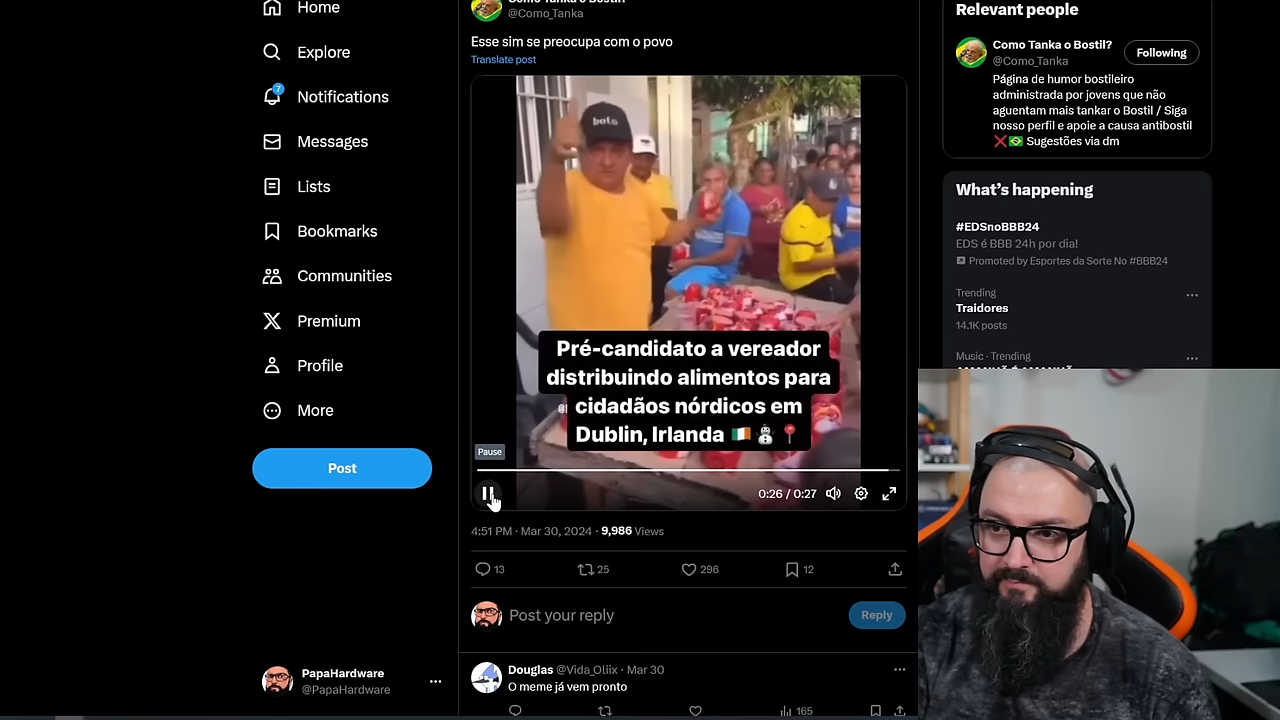 Home
Explore
7
Notifications
Messages
Lists
Bookmarks
Communities
Premium
Profile
More
Post
PapaHardware
@PapaHardware
Como Tanka o Bostil?
@Como_Tanka
Esse sim se preocupa com o povo
Translate post
bots
Pré-candidato a vereador
distribuindo alimentos para
cidadãos nórdicos em
Dublin, Irlanda 🇮🇪 ⛄ 📍
Pause
0:26 / 0:27
4:51 PM · Mar 30, 2024 · 9,986 Views
13 25 296 12
Post your reply
Reply
Douglas @Vida_Oliix · Mar 30
O meme já vem pronto
165
Relevant people
Como Tanka o Bostil?
@Como_Tanka
Following
Página de humor bostileiro
administrada por jovens que não
aguentam mais tankar o Bostil / Siga
nosso perfil e apoie a causa antibostil
❌🇧🇷 Sugestões via dm
What's happening
#EDSnoBBB24
EDS é BBB 24h por dia!
Promoted by Esportes da Sorte No #BBB24
Trending
Traidores
14.1K posts
Music · Trending